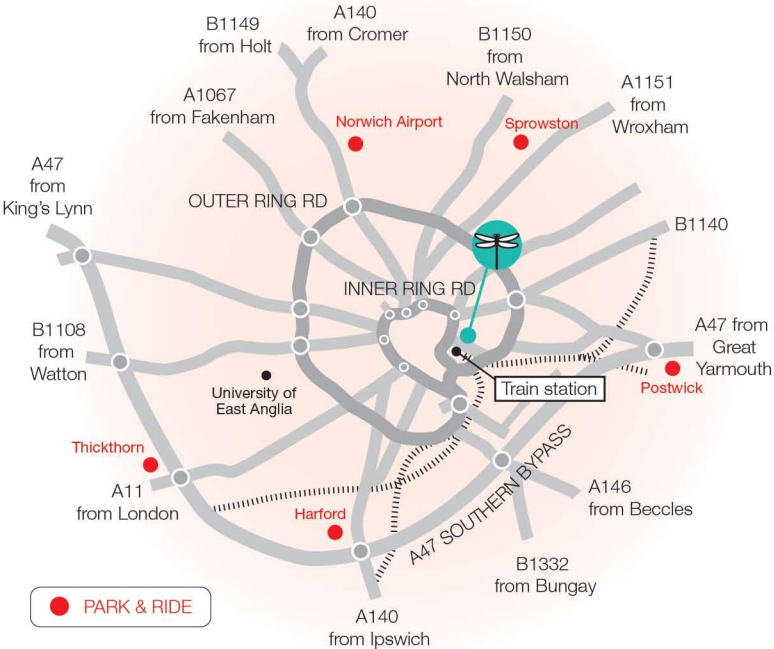 A140
from Cromer
B1149
from Holt
B1150
from
North Walsham
A1151
from
Wroxham
A1067
from Fakenham
Norwich Airport
Sprowston
A47
from
King's Lynn
OUTER RING RD
B1140
INNER RING RD
B1108
from
Watton
A47 from
Great
Yarmouth
University of
East Anglia
Train station
Postwick
Thickthorn
A11
from London
Harford
A47 SOUTHERN BYPASS
A146
from Beccles
B1332
from Bungay
PARK & RIDE
A140
from Ipswich